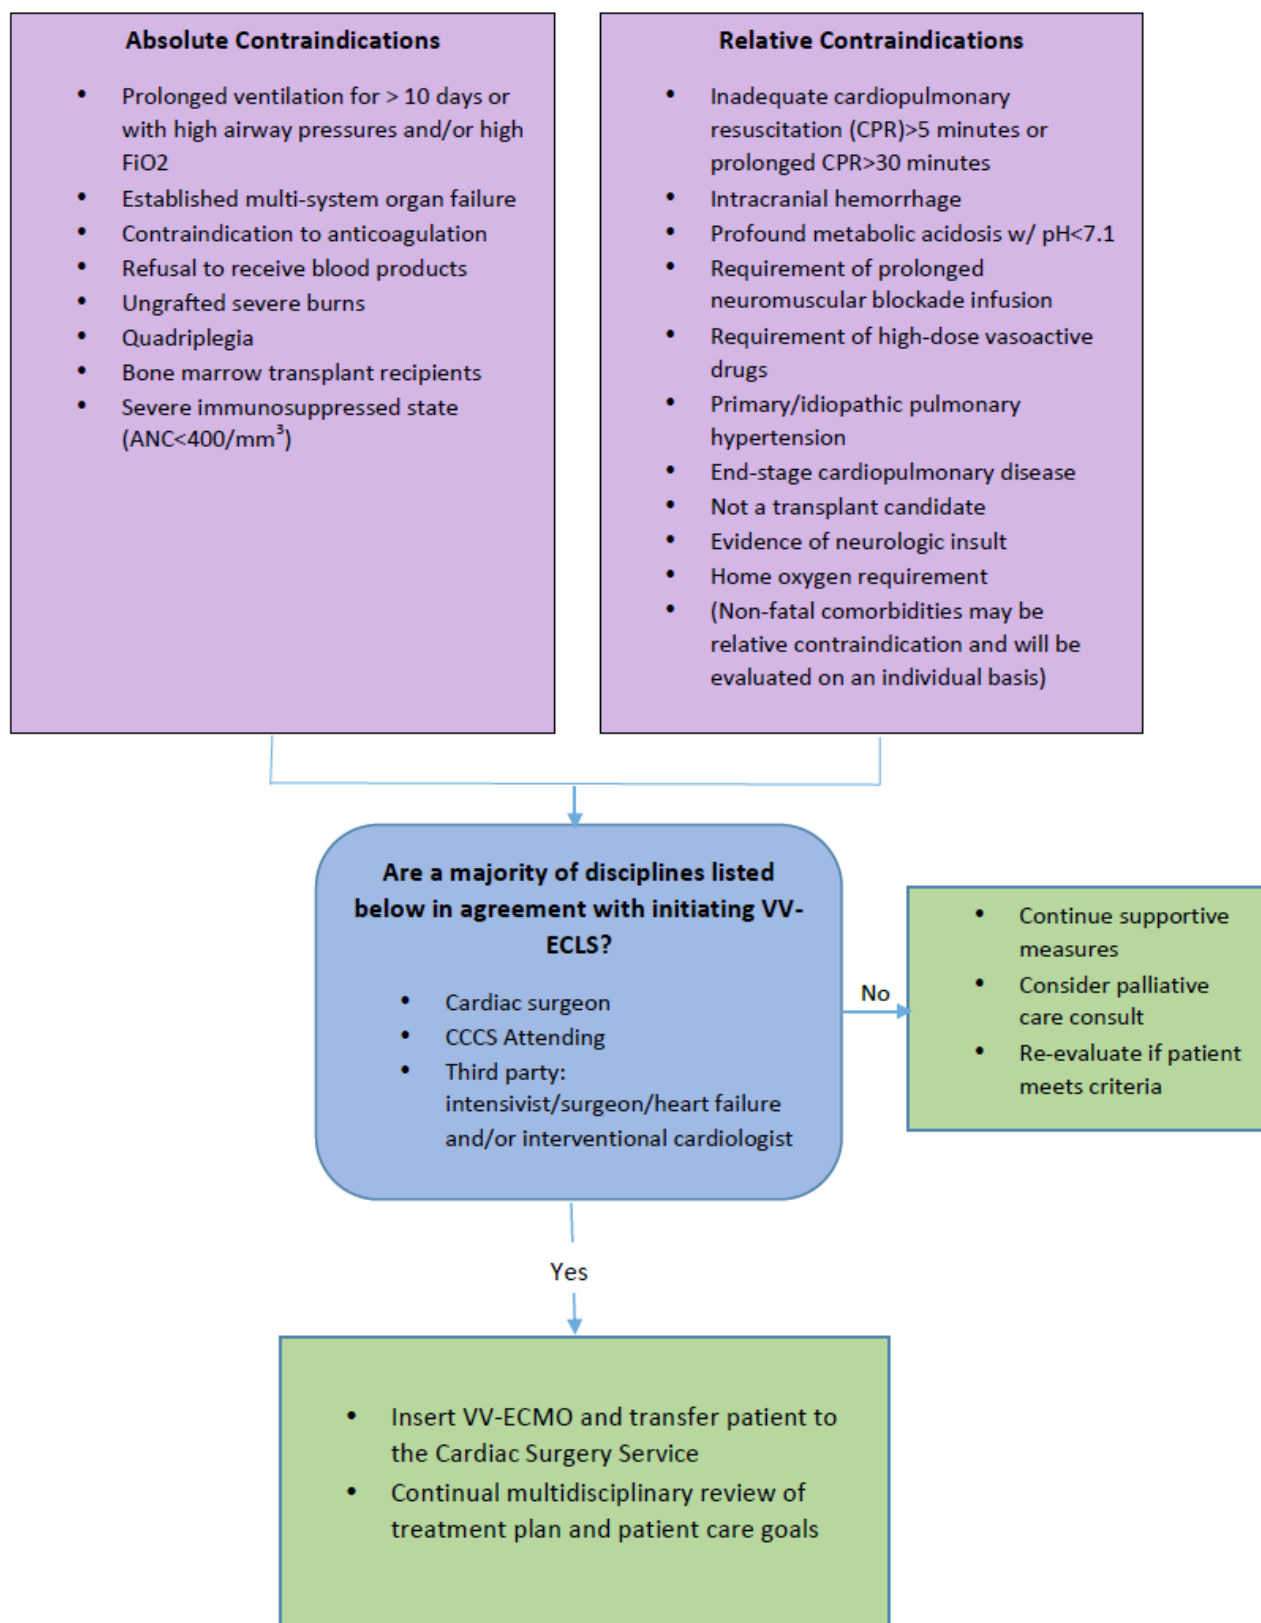 Absolute Contraindications
• Prolonged ventilation for > 10 days or
with high airway pressures and/or high
FiO2
• Established multi-system organ failure
• Contraindication to anticoagulation
• Refusal to receive blood products
• Ungrafted severe burns
• Quadriplegia
• Bone marrow transplant recipients
• Severe immunosuppressed state
(ANC<400/mm³)
Relative Contraindications
• Inadequate cardiopulmonary
resuscitation (CPR)>5 minutes or
prolonged CPR>30 minutes
• Intracranial hemorrhage
• Profound metabolic acidosis w/ pH<7.1
• Requirement of prolonged
neuromuscular blockade infusion
• Requirement of high-dose vasoactive
drugs
• Primary/idiopathic pulmonary
hypertension
• End-stage cardiopulmonary disease
• Not a transplant candidate
• Evidence of neurologic insult
• Home oxygen requirement
• (Non-fatal comorbidities may be
relative contraindication and will be
evaluated on an individual basis)
Are a majority of disciplines listed
below in agreement with initiating VV-
ECLS?
• Cardiac surgeon
• CCCS Attending
• Third party:
intensivist/surgeon/heart failure
and/or interventional cardiologist
No
• Continue supportive
measures
• Consider palliative
care consult
• Re-evaluate if patient
meets criteria
Yes
• Insert VV-ECMO and transfer patient to
the Cardiac Surgery Service
• Continual multidisciplinary review of
treatment plan and patient care goals